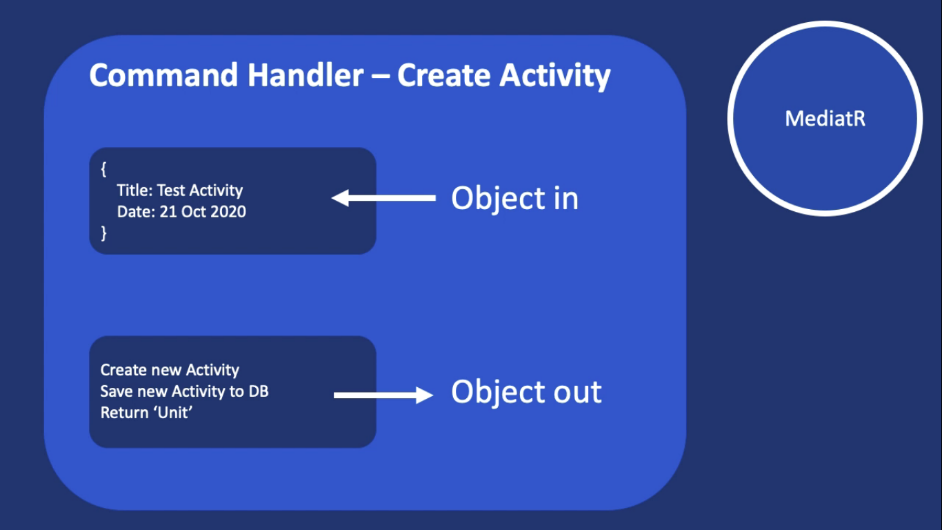 Command Handler – Create Activity
MediatR
{
Title: Test Activity
Date: 21 Oct 2020
}
Object in
Create new Activity
Save new Activity to DB
Return ‘Unit’
Object out